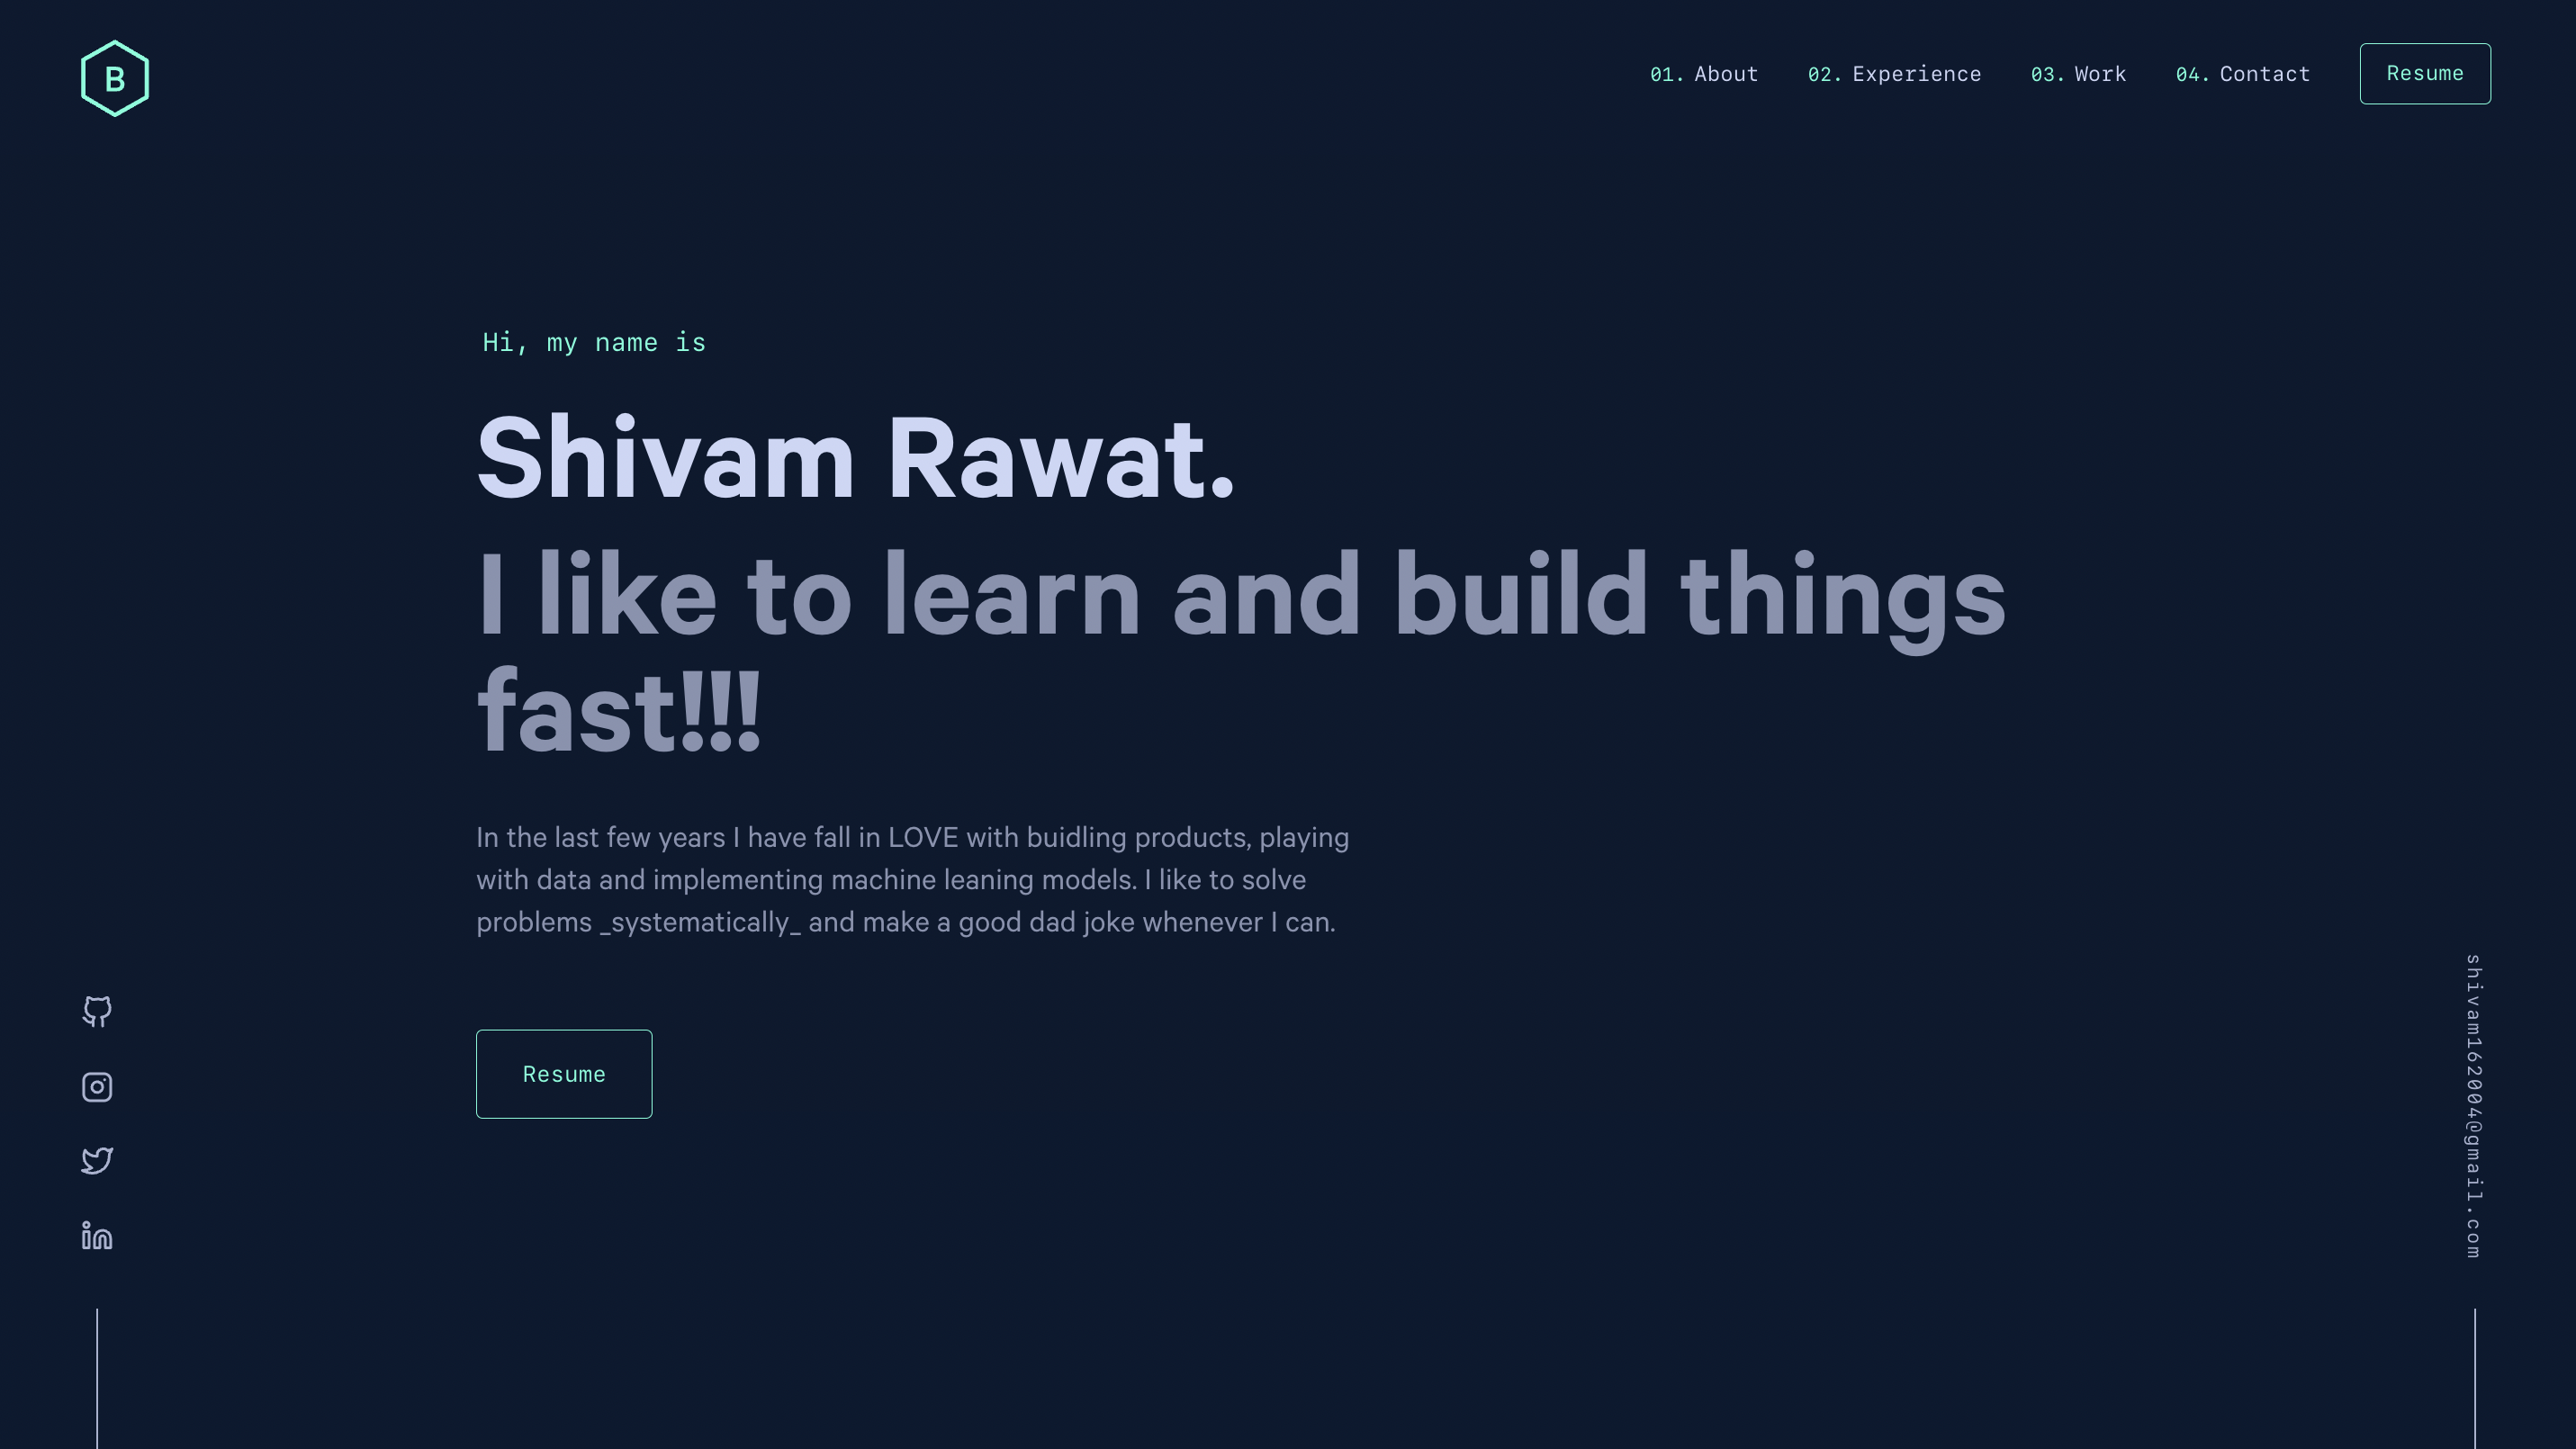 B
01. About
02. Experience
03. Work
04. Contact
Resume
Hi, my name is
Shivam Rawat.
I like to learn and build things
fast!!!
In the last few years I have fall in LOVE with buidling products, playing
with data and implementing machine leaning models. I like to solve
problems _systematically_ and make a good dad joke whenever I can.
Resume
shivam162004@gmail.com